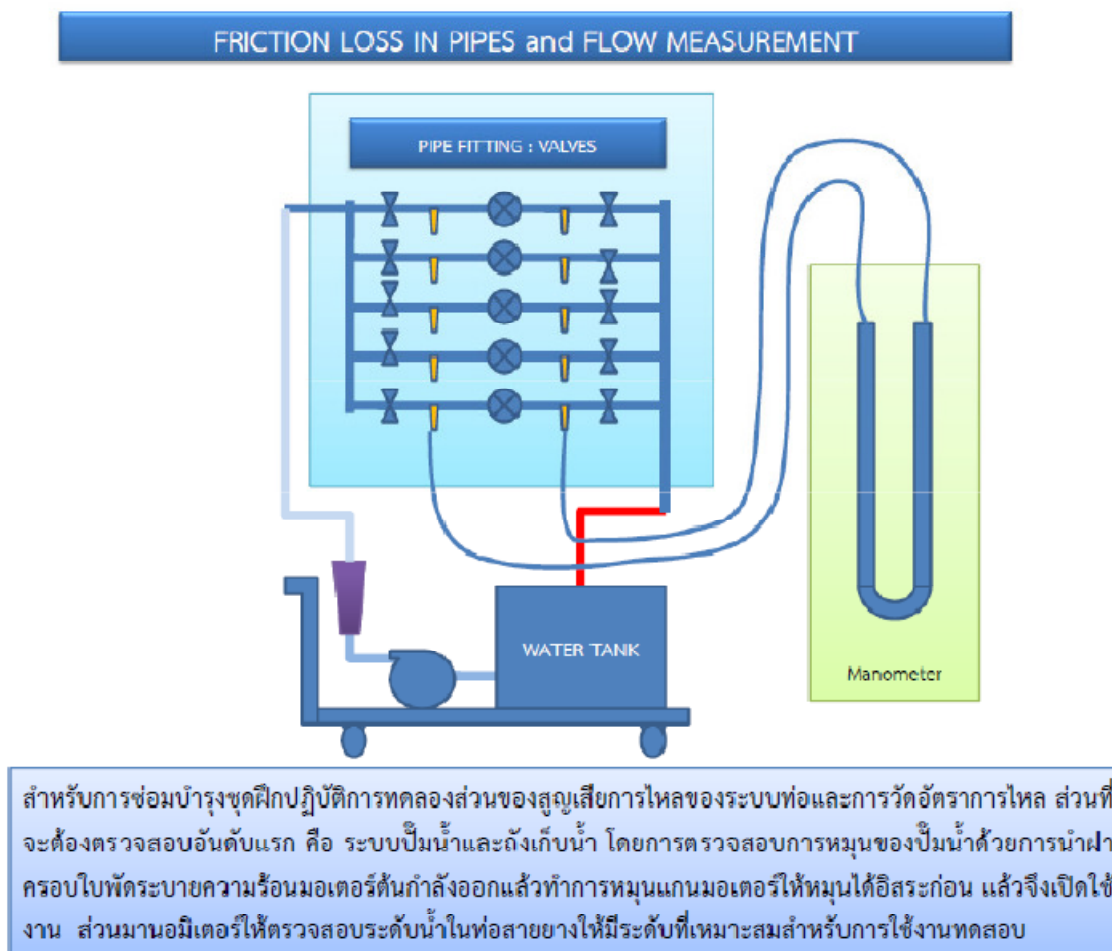 FRICTION LOSS IN PIPES and FLOW MEASUREMENT
PIPE FITTING : VALVES
WATER TANK
Manometer
สำหรับการซ่อมบำรุงชุดฝึกปฏิบัติการทดลองส่วนของสูญเสียการไหลของระบบท่อและการวัดอัตราการไหล ส่วนที่
จะต้องตรวจสอบอันดับแรก คือ ระบบปั๊มน้ำและถังเก็บน้ำ โดยการตรวจสอบการหมุนของปั๊มน้ำด้วยการนำฝา
ครอบใบพัดระบายความร้อนมอเตอร์ต้นกำลังออกแล้วทำการหมุนแกนมอเตอร์ให้หมุนได้อิสระก่อน แล้วจึงเปิดใช้
งาน ส่วนมานอมิเตอร์ให้ตรวจสอบระดับน้ำในท่อสายยางให้มีระดับที่เหมาะสมสำหรับการใช้งานทดสอบ